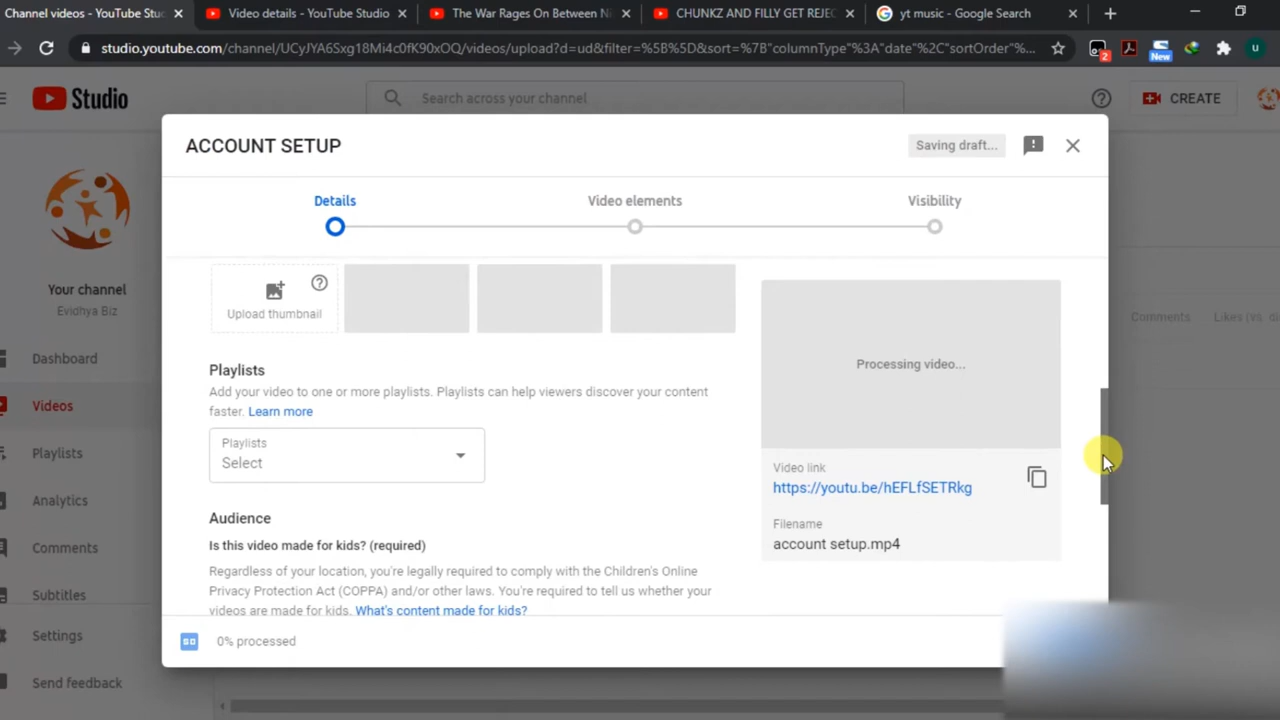 Channel videos - YouTube Stu
Video details - YouTube Studio
The War Rages On Between Ni
CHUNKZ AND FILLY GET REJEC
yt music - Google Search
studio.youtube.com/channel/UCyJYA6Sxg18Mi4c0fK90xOQ/videos/upload?d=ud&filter=%5B%5D&sort=%7B"columnType"%3A"date"%2C"sortOrder"%...
2
New
u
Studio
Search across your channel
CREATE
ACCOUNT SETUP
Saving draft...
Details
Video elements
Visibility
Your channel
Evidhya Biz
Dashboard
Videos
Playlists
Analytics
Comments
Subtitles
Settings
Send feedback
Upload thumbnail
Playlists
Add your video to one or more playlists. Playlists can help viewers discover your content
faster. Learn more
Playlists
Select
Audience
Is this video made for kids? (required)
Regardless of your location, you're legally required to comply with the Children's Online
Privacy Protection Act (COPPA) and/or other laws. You're required to tell us whether your
videos are made for kids. What's content made for kids?
Processing video...
Video link
https://youtu.be/hEFLfSETRkg
Filename
account setup.mp4
Comments
Likes (vs. di
SD
0% processed